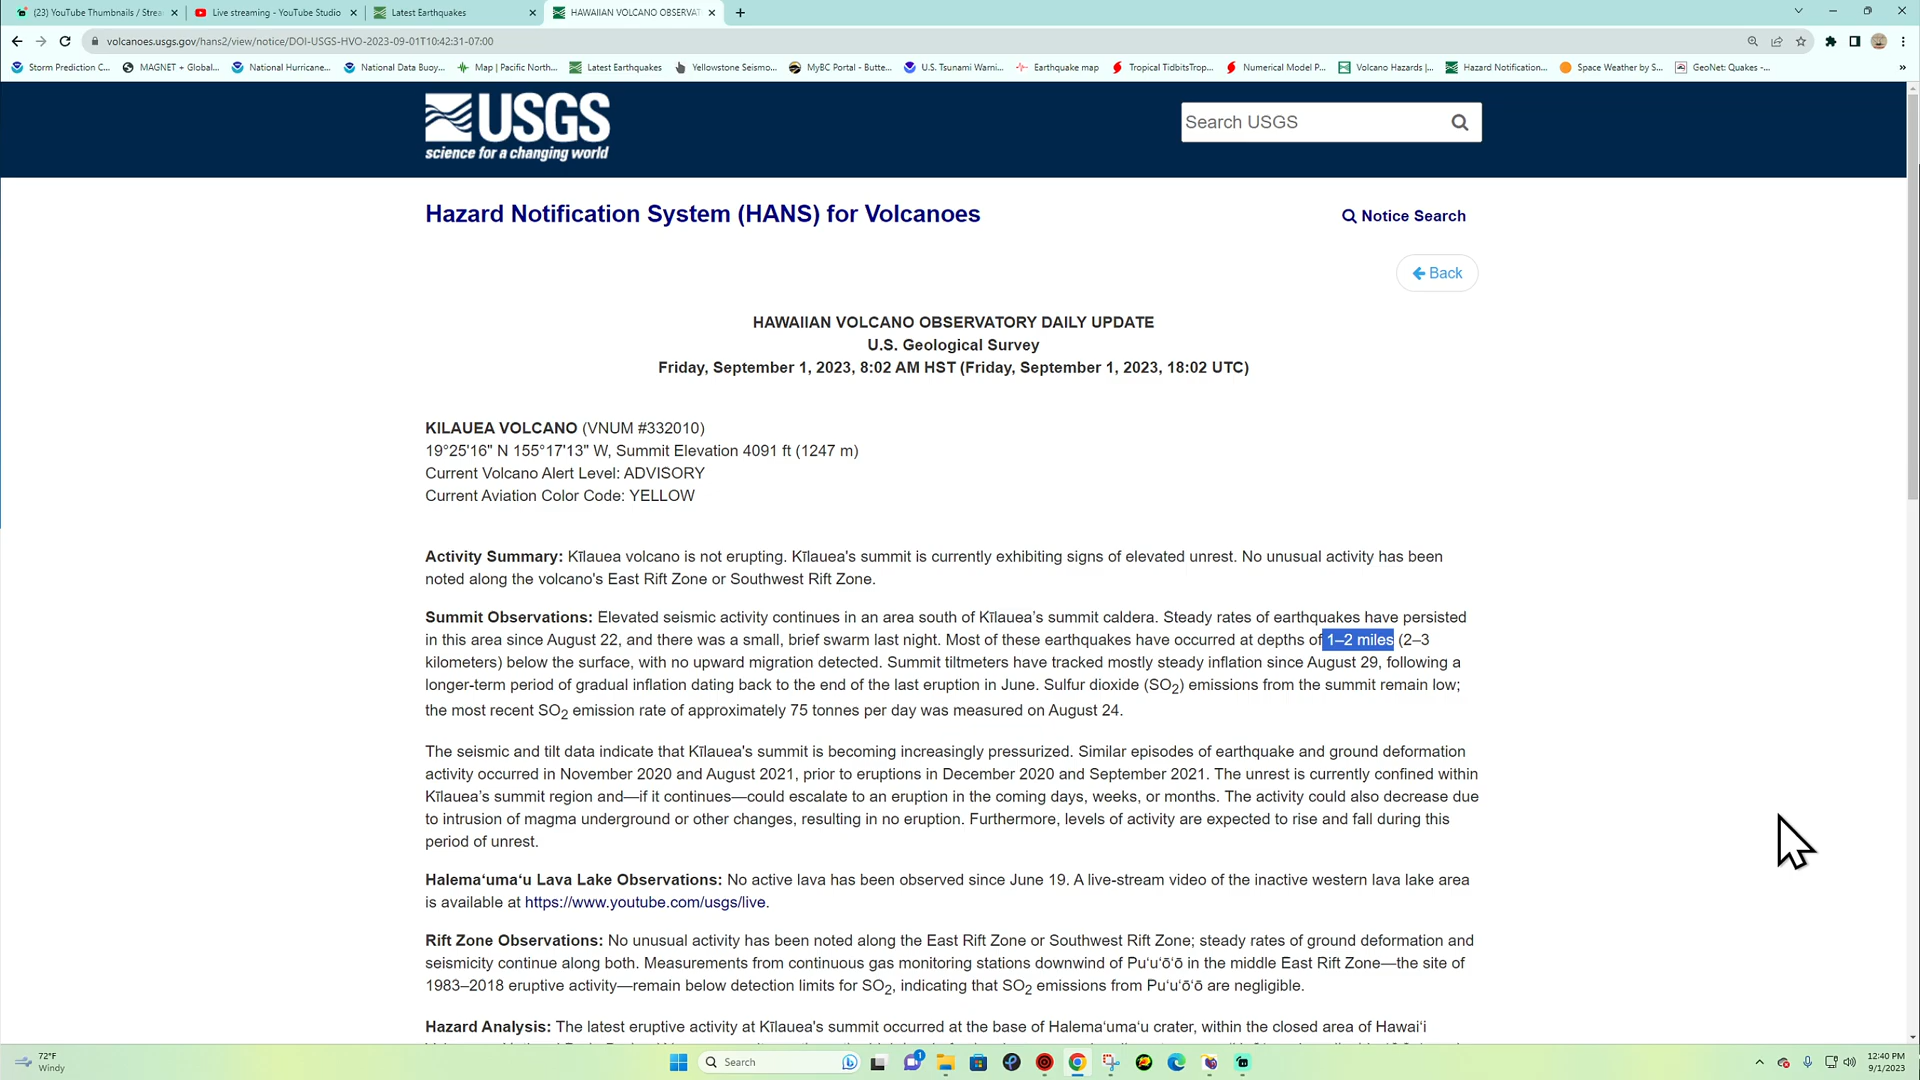 (23) YouTube Thumbnails / Strea
Live streaming - YouTube Studio
Latest Earthquakes
HAWAIIAN VOLCANO OBSERVAT
volcanoes.usgs.gov/hans2/view/notice/DOI-USGS-HVO-2023-09-01T10:42:31-07:00
Storm Prediction C... MAGNET + Global... National Hurricane... National Data Buoy... Map | Pacific North... Latest Earthquakes Yellowstone Seismo... MyBC Portal - Butte... U.S. Tsunami Warni... Earthquake map Tropical TidbitsTrop... Numerical Model P... Volcano Hazards |... Hazard Notification... Space Weather by S... GeoNet: Quakes -... »
USGS
science for a changing world
Search USGS
Hazard Notification System (HANS) for Volcanoes
Notice Search
Back
HAWAIIAN VOLCANO OBSERVATORY DAILY UPDATE
U.S. Geological Survey
Friday, September 1, 2023, 8:02 AM HST (Friday, September 1, 2023, 18:02 UTC)
KILAUEA VOLCANO (VNUM #332010)
19°25'16" N 155°17'13" W, Summit Elevation 4091 ft (1247 m)
Current Volcano Alert Level: ADVISORY
Current Aviation Color Code: YELLOW
Activity Summary: Kīlauea volcano is not erupting. Kīlauea's summit is currently exhibiting signs of elevated unrest. No unusual activity has been
noted along the volcano's East Rift Zone or Southwest Rift Zone.
Summit Observations: Elevated seismic activity continues in an area south of Kīlauea's summit caldera. Steady rates of earthquakes have persisted
in this area since August 22, and there was a small, brief swarm last night. Most of these earthquakes have occurred at depths of 1–2 miles (2–3
kilometers) below the surface, with no upward migration detected. Summit tiltmeters have tracked mostly steady inflation since August 29, following a
longer-term period of gradual inflation dating back to the end of the last eruption in June. Sulfur dioxide (SO2) emissions from the summit remain low;
the most recent SO2 emission rate of approximately 75 tonnes per day was measured on August 24.
The seismic and tilt data indicate that Kīlauea's summit is becoming increasingly pressurized. Similar episodes of earthquake and ground deformation
activity occurred in November 2020 and August 2021, prior to eruptions in December 2020 and September 2021. The unrest is currently confined within
Kīlauea's summit region and—if it continues—could escalate to an eruption in the coming days, weeks, or months. The activity could also decrease due
to intrusion of magma underground or other changes, resulting in no eruption. Furthermore, levels of activity are expected to rise and fall during this
period of unrest.
Halemaʻumaʻu Lava Lake Observations: No active lava has been observed since June 19. A live-stream video of the inactive western lava lake area
is available at https://www.youtube.com/usgs/live.
Rift Zone Observations: No unusual activity has been noted along the East Rift Zone or Southwest Rift Zone; steady rates of ground deformation and
seismicity continue along both. Measurements from continuous gas monitoring stations downwind of Puʻuʻōʻō in the middle East Rift Zone—the site of
1983–2018 eruptive activity—remain below detection limits for SO2, indicating that SO2 emissions from Puʻuʻōʻō are negligible.
Hazard Analysis: The latest eruptive activity at Kīlauea's summit occurred at the base of Halemaʻumaʻu crater, within the closed area of Hawaiʻi
72°F
Windy
Search
1
12:40 PM
9/1/2023